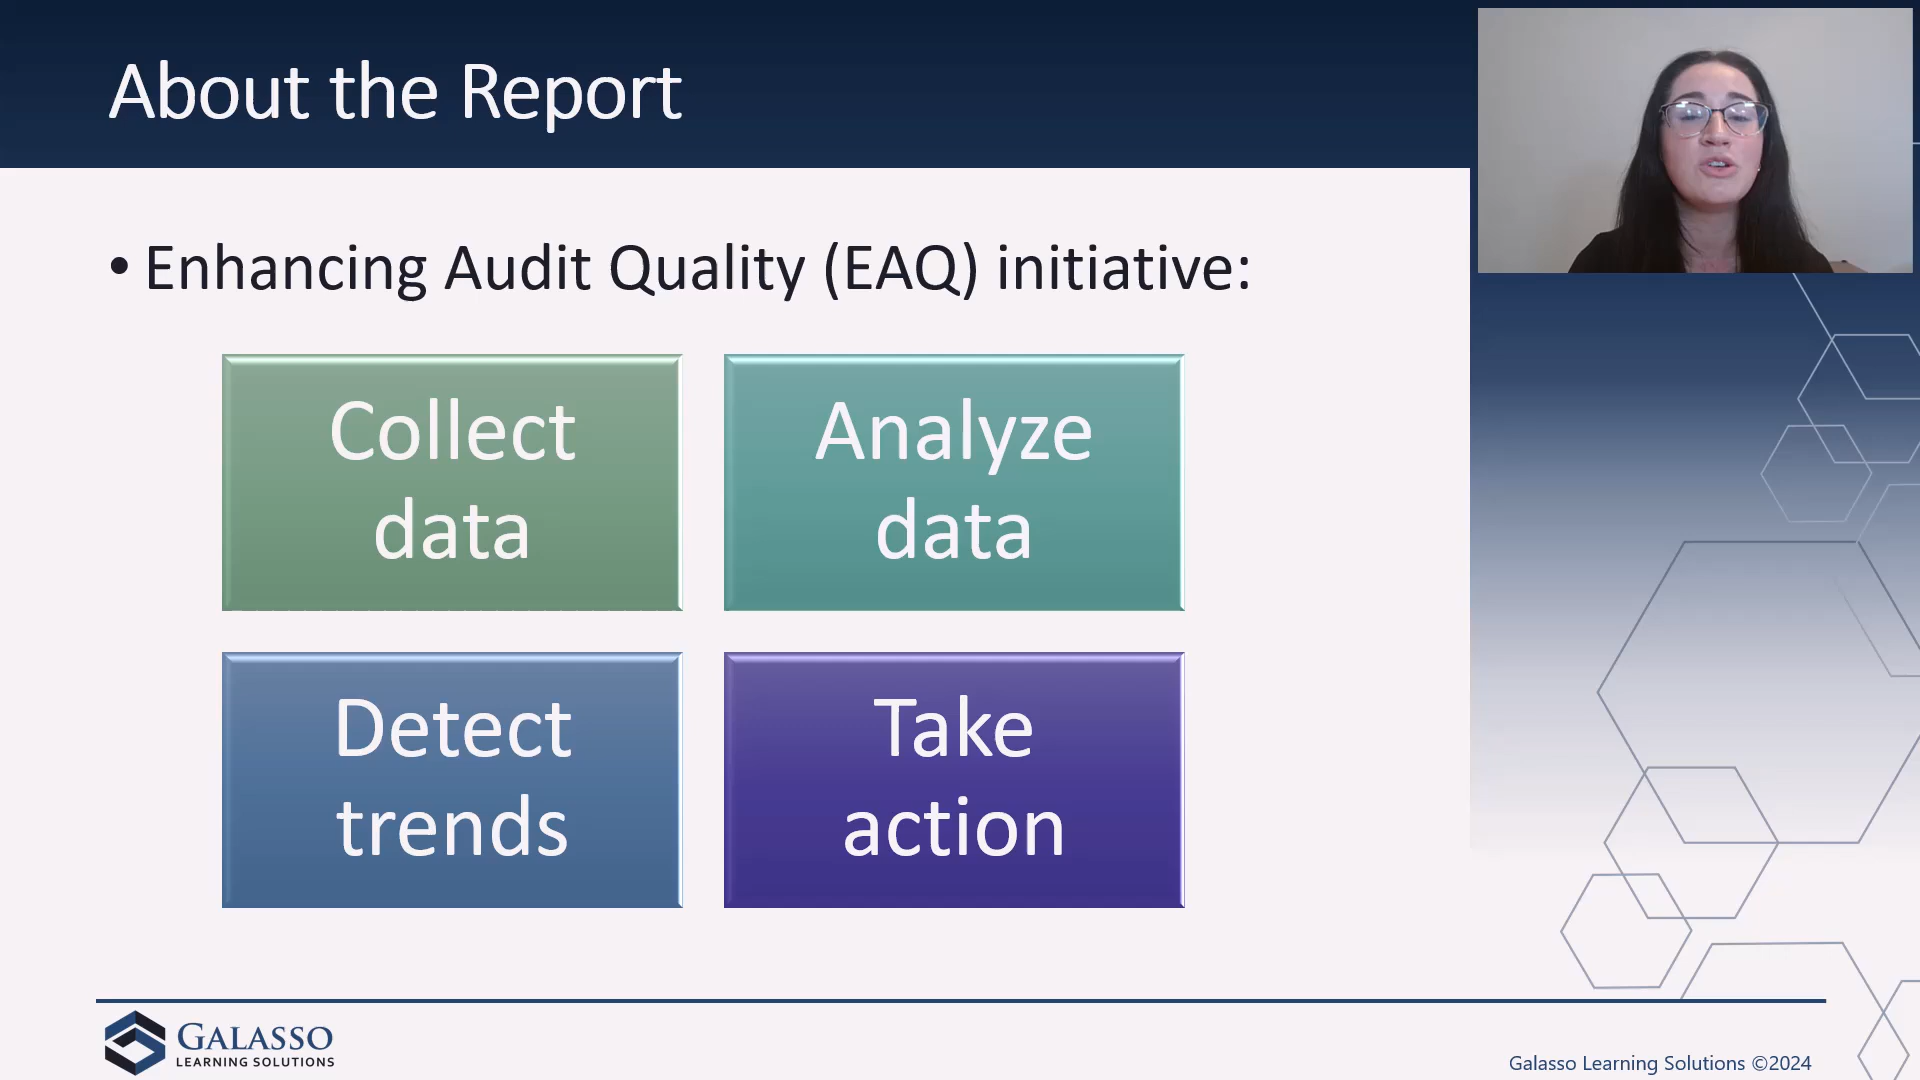 About the Report
• Enhancing Audit Quality (EAQ) initiative:
Collect
data
Analyze
data
Detect
trends
Take
action
GALASSO
LEARNING SOLUTIONS
Galasso Learning Solutions ©2024